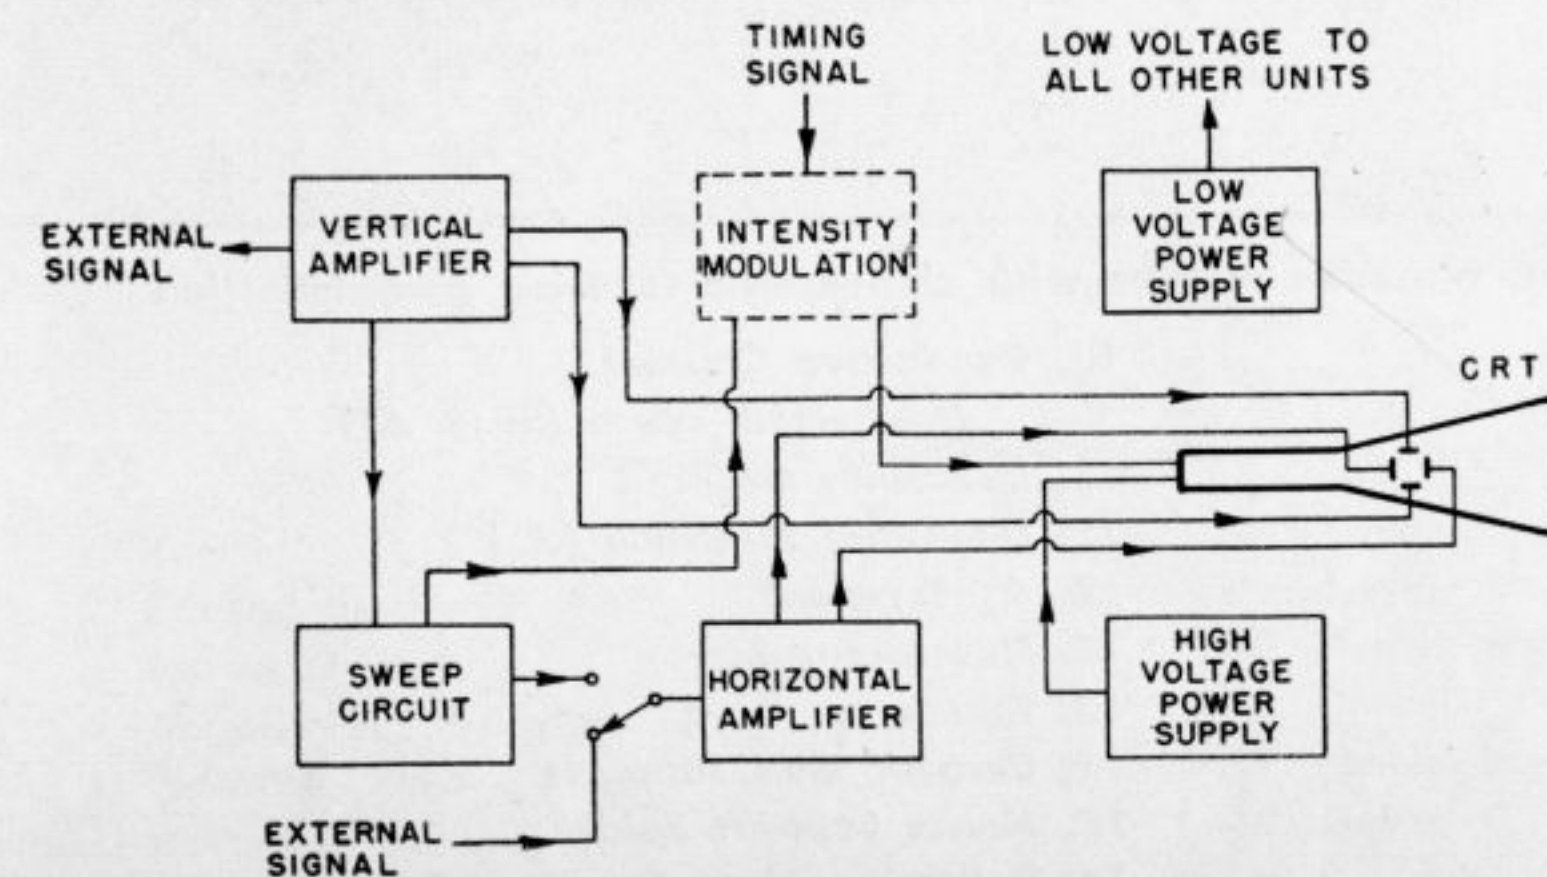 TIMING
SIGNAL
LOW VOLTAGE TO
ALL OTHER UNITS
EXTERNAL
SIGNAL
VERTICAL
AMPLIFIER
INTENSITY
MODULATION
LOW
VOLTAGE
POWER
SUPPLY
CRT
SWEEP
CIRCUIT
HORIZONTAL
AMPLIFIER
HIGH
VOLTAGE
POWER
SUPPLY
EXTERNAL
SIGNAL